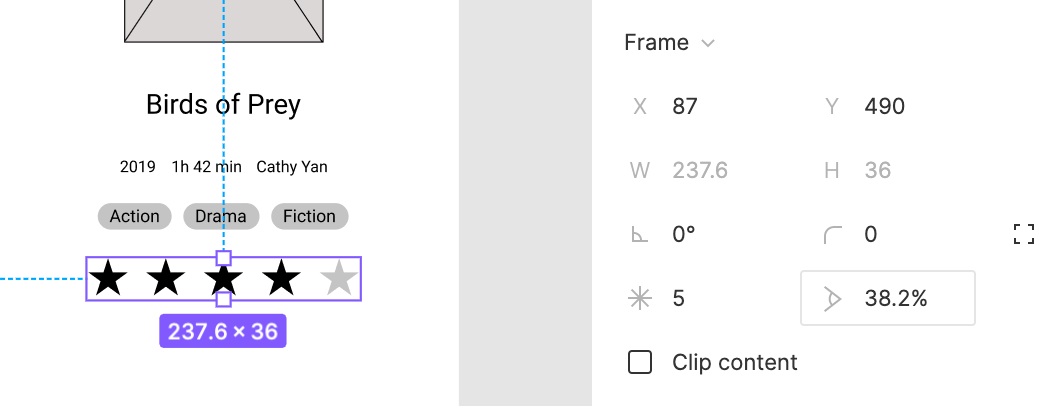 Birds of Prey
2019 1h 42 min Cathy Yan
Action Drama Fiction
237.6 × 36
Frame
X 87 Y 490
W 237.6 H 36
0° 0
5 38.2%
Clip content